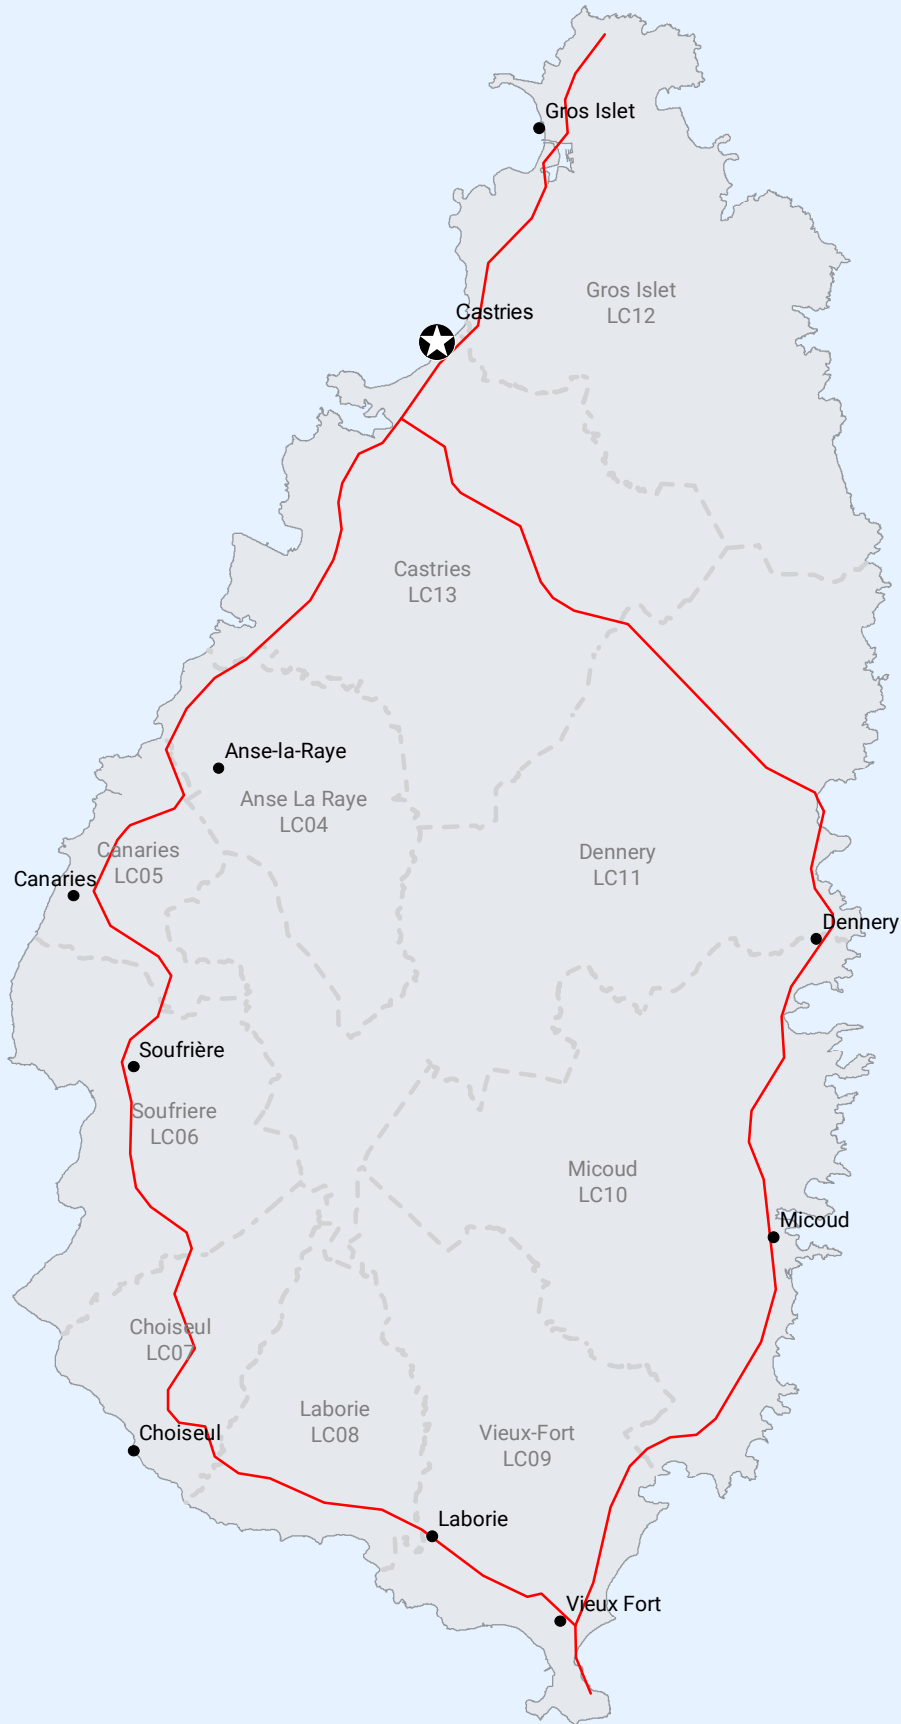 Gros Islet
Gros Islet
LC12
Castries
Castries
LC13
Anse-la-Raye
Anse La Raye
LC04
Canaries
LC05
Canaries
Dennery
LC11
Dennery
Soufrière
Soufriere
LC06
Micoud
LC10
Micoud
Choiseul
LC07
Choiseul
Laborie
LC08
Vieux-Fort
LC09
Laborie
Vieux Fort